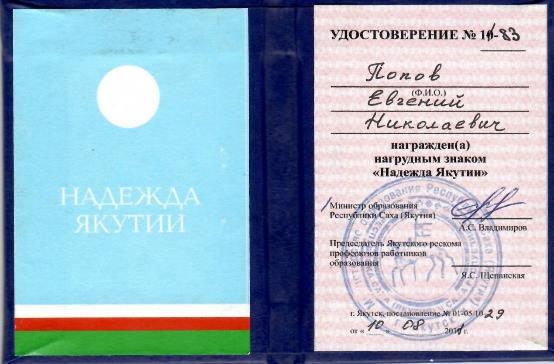 НАДЕЖДА
ЯКУТИИ
УДОСТОВЕРЕНИЕ № 10-83
Попов
(Ф.И.О.)
Евгений
Николаевич
награжден(а)
нагрудным знаком
«Надежда Якутии»
Министр образования
Республики Саха (Якутия)
А.С. Владимиров
Председатель Якутского рескома
профсоюзов работников
образования
Я.С. Щепанская
г. Якутск, постановление № 01-05/10-29
от « 10 » 08 2011 г.